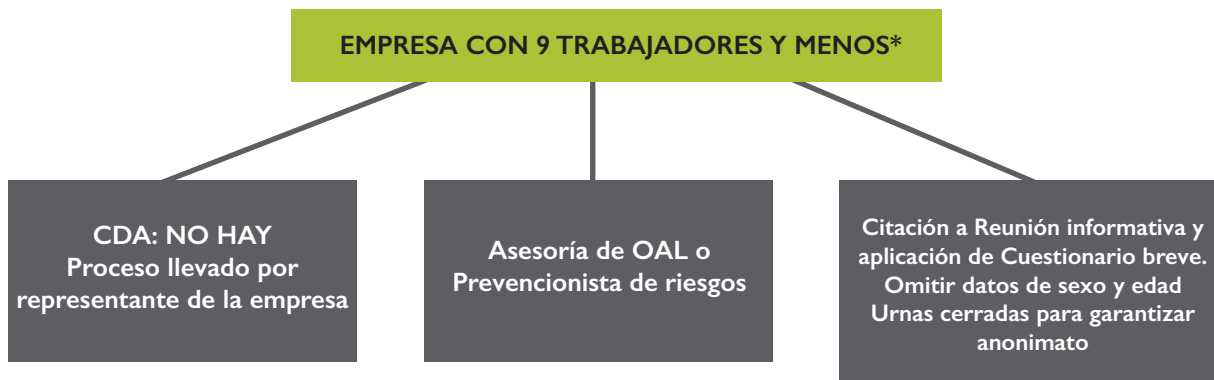 EMPRESA CON 9 TRABAJADORES Y MENOS*
CDA: NO HAY
Proceso llevado por
representante de la empresa
Asesoría de OAL o
Prevencionista de riesgos
Citación a Reunión informativa y
aplicación de Cuestionario breve.
Omitir datos de sexo y edad
Urnas cerradas para garantizar
anonimato